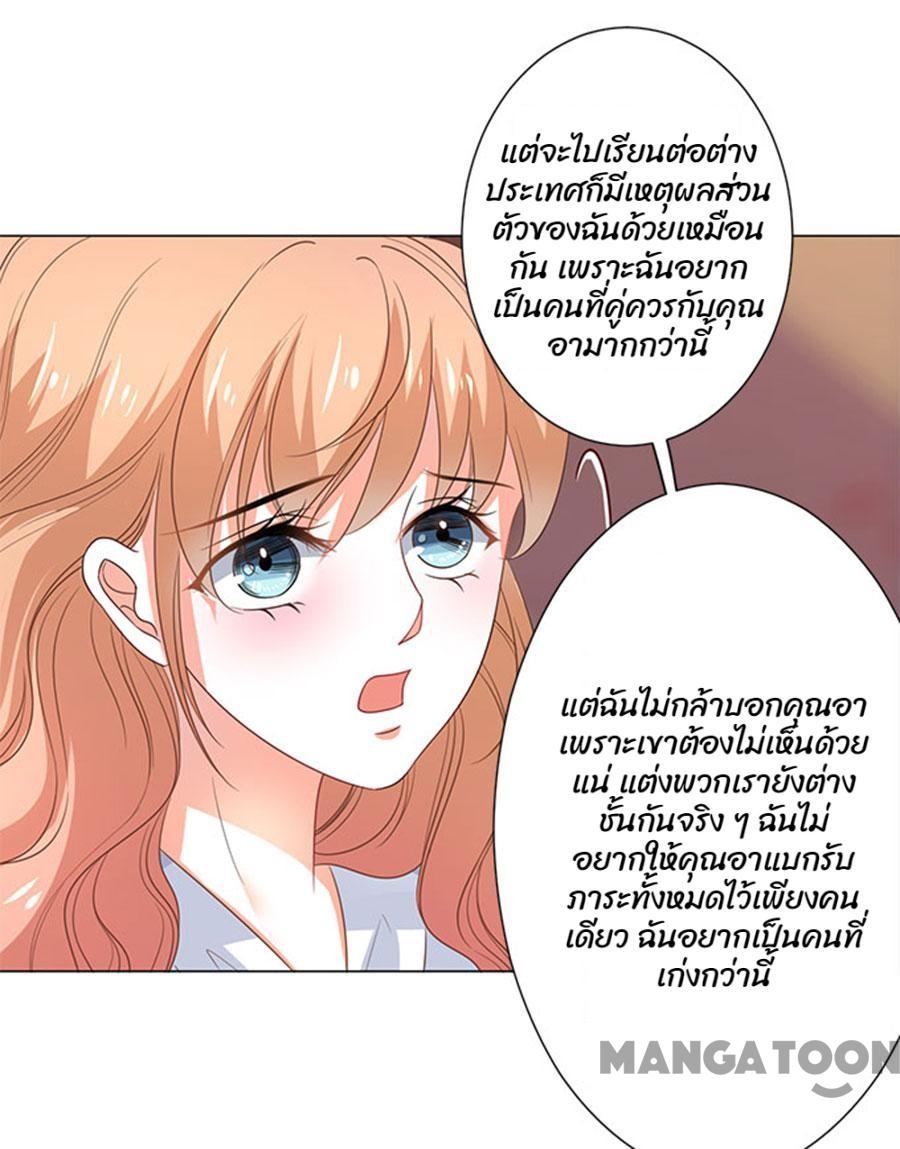 แต่จะไปเรียนต่อต่าง
ประเทศก็มีเหตุผลส่วน
ตัวของฉันด้วยเหมือน
กัน เพราะฉันอยาก
เป็นคนที่คู่ควรกับคุณ
อามากกว่านี้
แต่ฉันไม่กล้าบอกคุณอา
เพราะเขาต้องไม่เห็นด้วย
แน่ แต่งพวกเรายังต่าง
ชั้นกันจริง ๆ ฉันไม่
อยากให้คุณอาแบกรับ
ภาระทั้งหมดไว้เพียงคน
เดียว ฉันอยากเป็นคนที่
เก่งกว่านี้
MANGATOON